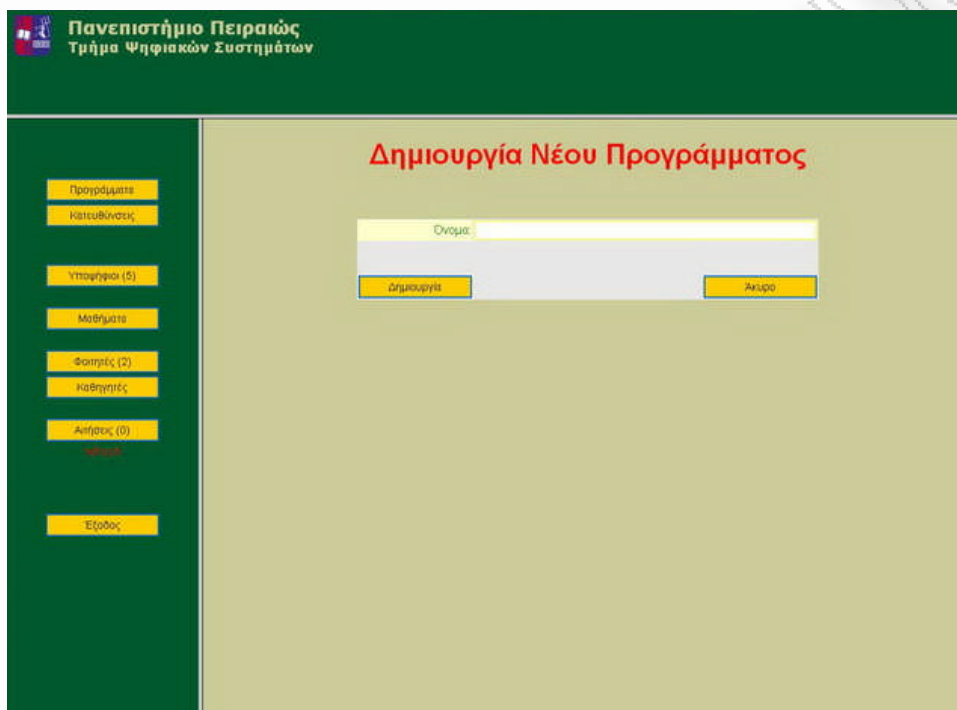 Πανεπιστήμιο Πειραιώς
Τμήμα Ψηφιακών Συστημάτων
Προγράμματα
Κατευθύνσεις
Υποψήφιοι (5)
Μαθήματα
Φοιτητές (2)
Καθηγητές
Αιτήσεις (0)
Έξοδος
Δημιουργία Νέου Προγράμματος
Όνομα:
Δημιουργία
Άκυρο